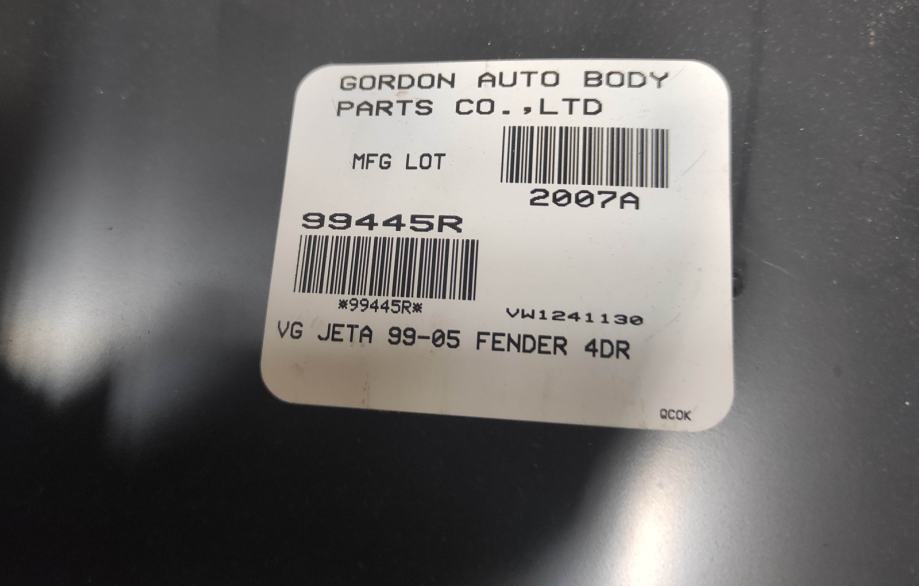 GORDON AUTO BODY
PARTS CO.,LTD
MFG LOT
2007A
99445R
*99445R*
VW1241130
VG JETA 99-05 FENDER 4DR
QCOK